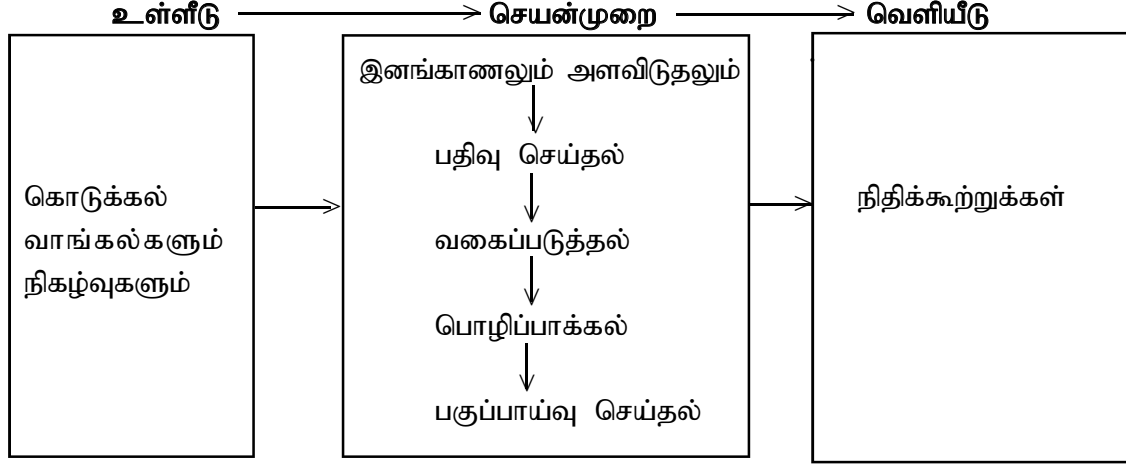 உள்ளீடு செயன்முறை வெளியீடு
கொடுக்கல்
வாங்கல்களும்
நிகழ்வுகளும்
இனங்காணலும் அளவிடுதலும்
பதிவு செய்தல்
வகைப்படுத்தல்
பொழிப்பாக்கல்
பகுப்பாய்வு செய்தல்
நிதிக்கூற்றுக்கள்